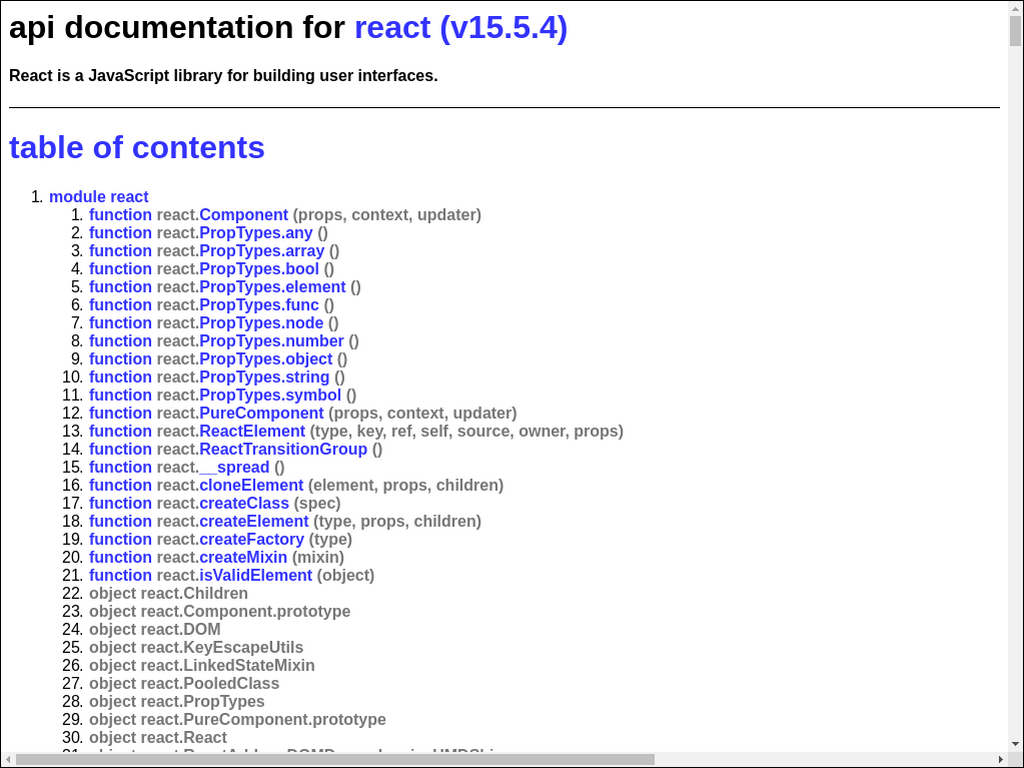 api documentation for react (v15.5.4)
React is a JavaScript library for building user interfaces.
table of contents
1. module react
1. function react.Component (props, context, updater)
2. function react.PropTypes.any ()
3. function react.PropTypes.array ()
4. function react.PropTypes.bool ()
5. function react.PropTypes.element ()
6. function react.PropTypes.func ()
7. function react.PropTypes.node ()
8. function react.PropTypes.number ()
9. function react.PropTypes.object ()
10. function react.PropTypes.string ()
11. function react.PropTypes.symbol ()
12. function react.PureComponent (props, context, updater)
13. function react.ReactElement (type, key, ref, self, source, owner, props)
14. function react.ReactTransitionGroup ()
15. function react.__spread ()
16. function react.cloneElement (element, props, children)
17. function react.createClass (spec)
18. function react.createElement (type, props, children)
19. function react.createFactory (type)
20. function react.createMixin (mixin)
21. function react.isValidElement (object)
22. object react.Children
23. object react.Component.prototype
24. object react.DOM
25. object react.KeyEscapeUtils
26. object react.LinkedStateMixin
27. object react.PooledClass
28. object react.PropTypes
29. object react.PureComponent.prototype
30. object react.React